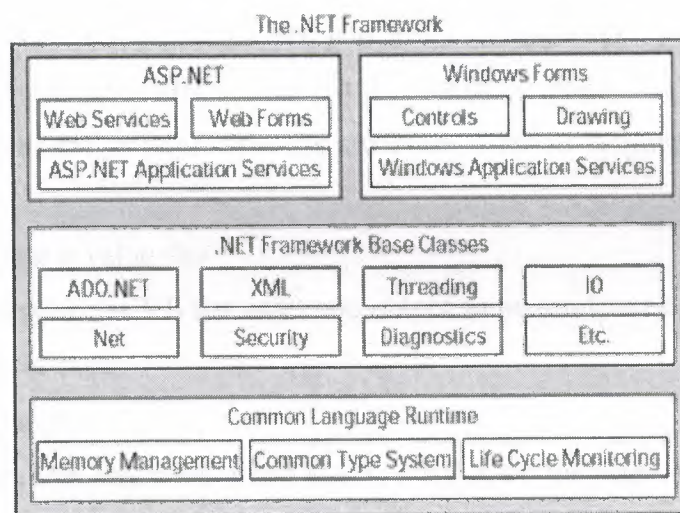 The .NET Framework
ASP.NET
Windows Forms
Web Services
Web Forms
Controls
Drawing
ASP.NET Application Services
Windows Application Services
.NET Framework Base Classes
ADO.NET
XML
Threading
IO
Net
Security
Diagnostics
Etc.
Common Language Runtime
Memory Management
Common Type System
Life Cycle Monitoring